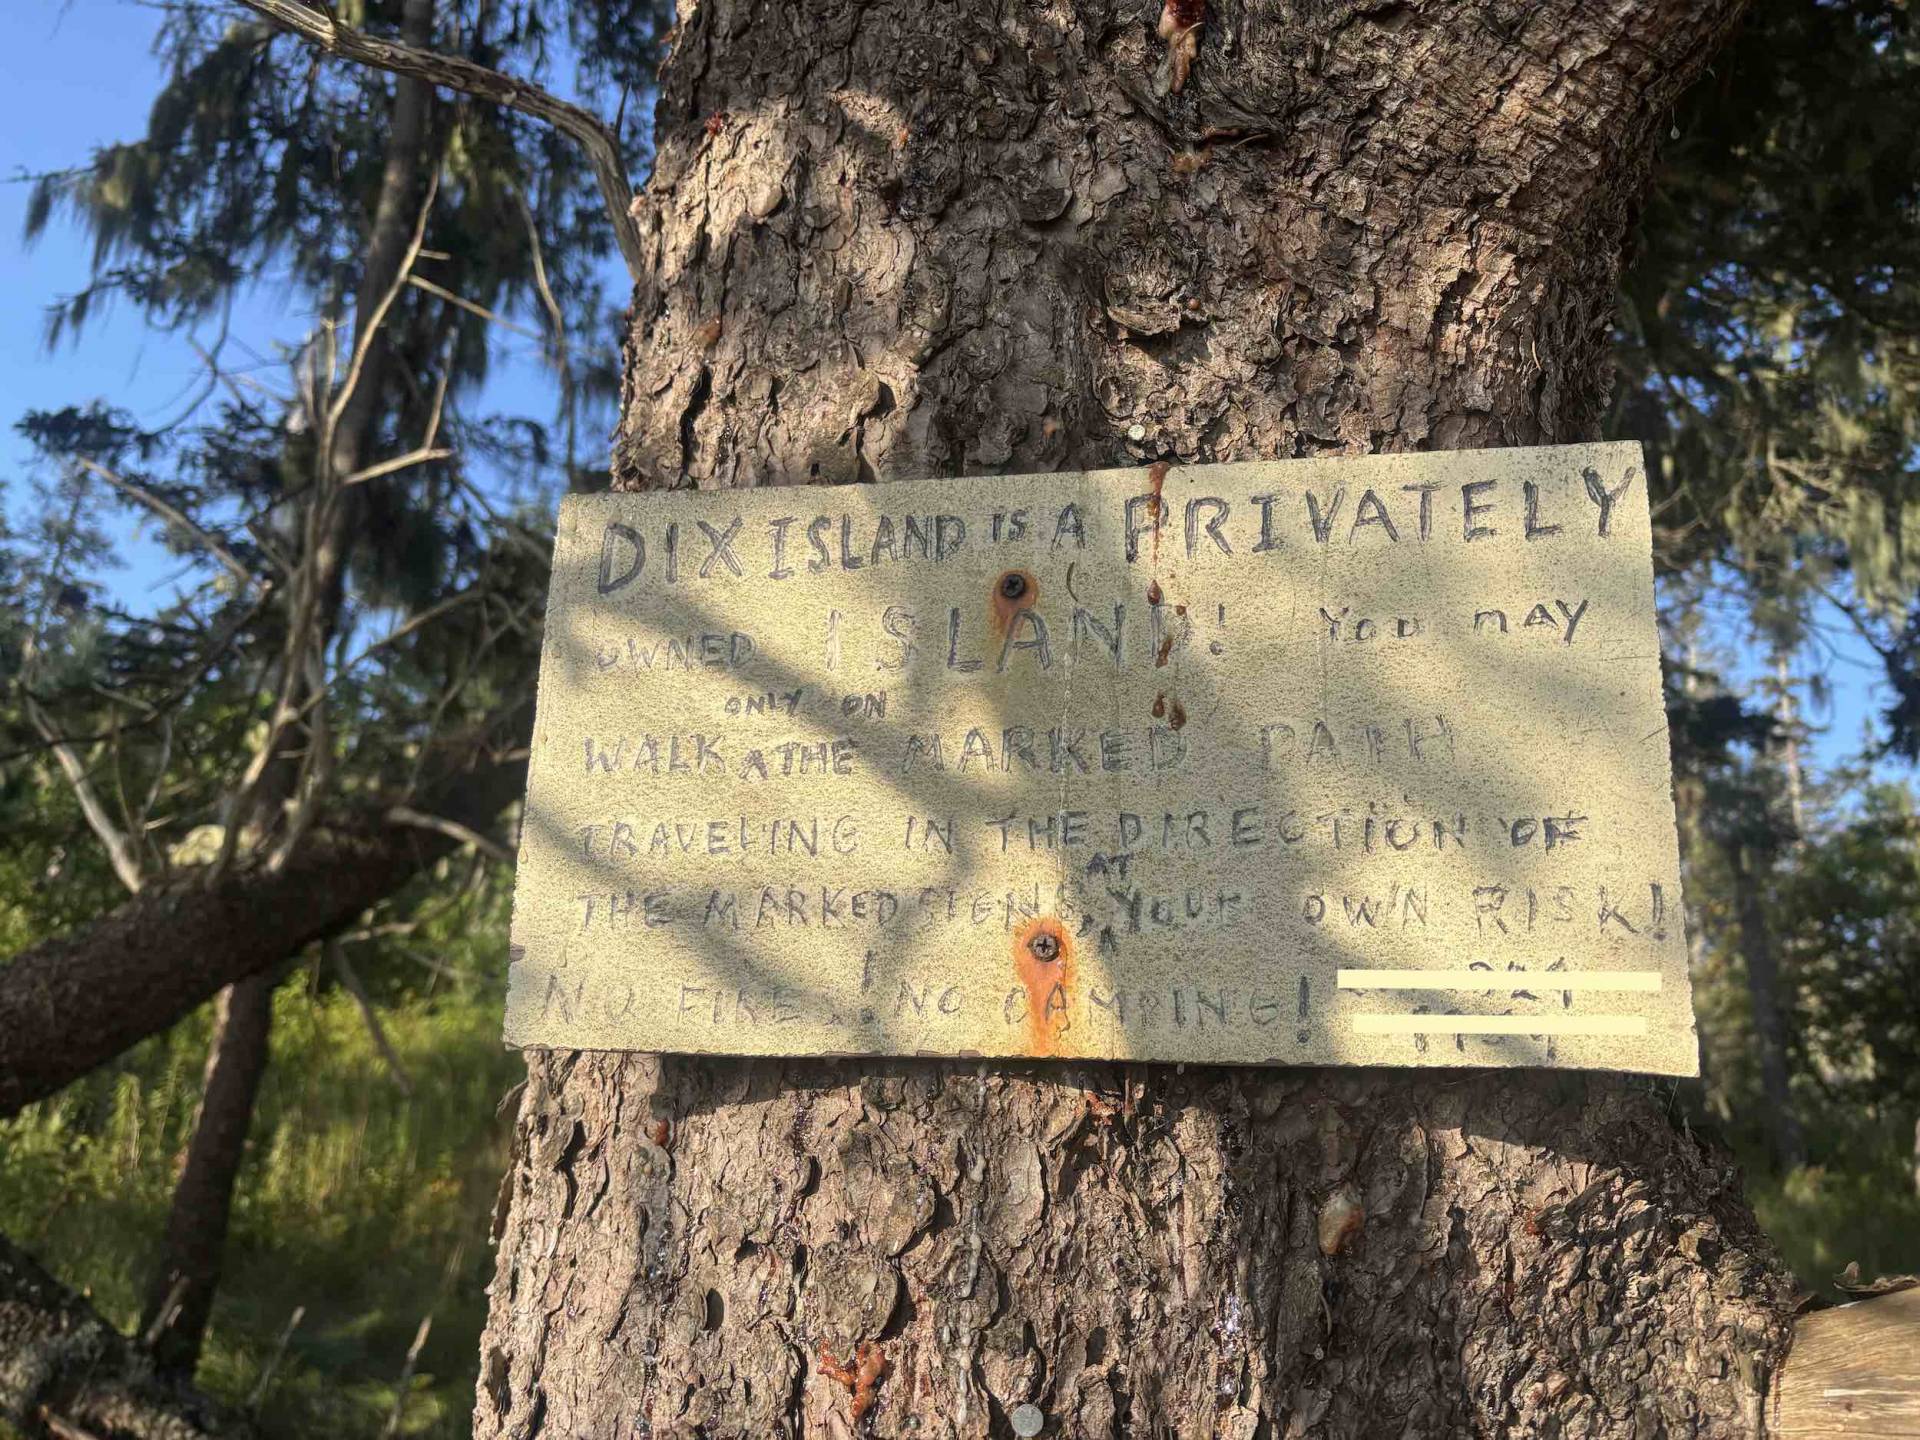 DIX ISLAND IS A PRIVATELY
OWNED ISLAND! YOU MAY
ONLY ON
WALK ^ THE MARKED PATH
TRAVELING IN THE DIRECTION OF
AT
THE MARKED SIGNS, ^ YOUR OWN RISK!
NO FIRES! NO CAMPING!